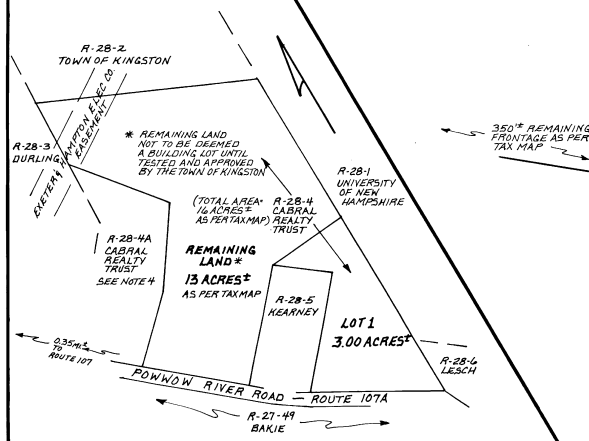 R-28-2
TOWN OF KINGSTON
R-28-3
DURLING
EXETER & HAMPTON ELEC CO.
EASEMENT
* REMAINING LAND
NOT TO BE DEEMED
A BUILDING LOT UNTIL
TESTED AND APPROVED
BY THE TOWN OF KINGSTON
350'± REMAINING
FRONTAGE AS PER
TAX MAP
R-28-1
UNIVERSITY
OF NEW
HAMPSHIRE
(TOTAL AREA=
16 ACRES±
AS PER TAX MAP)
R-28-4
CABRAL
REALTY
TRUST
R-28-4A
CABRAL
REALTY
TRUST
SEE NOTE 4
REMAINING
LAND*
13 ACRES±
AS PER TAX MAP
R-28-5
KEARNEY
LOT 1
3.00 ACRES±
R-28-6
LESCH
0.35 MI.±
TO
ROUTE 107
POWWOW RIVER ROAD — ROUTE 107A
R-27-49
BAKIE